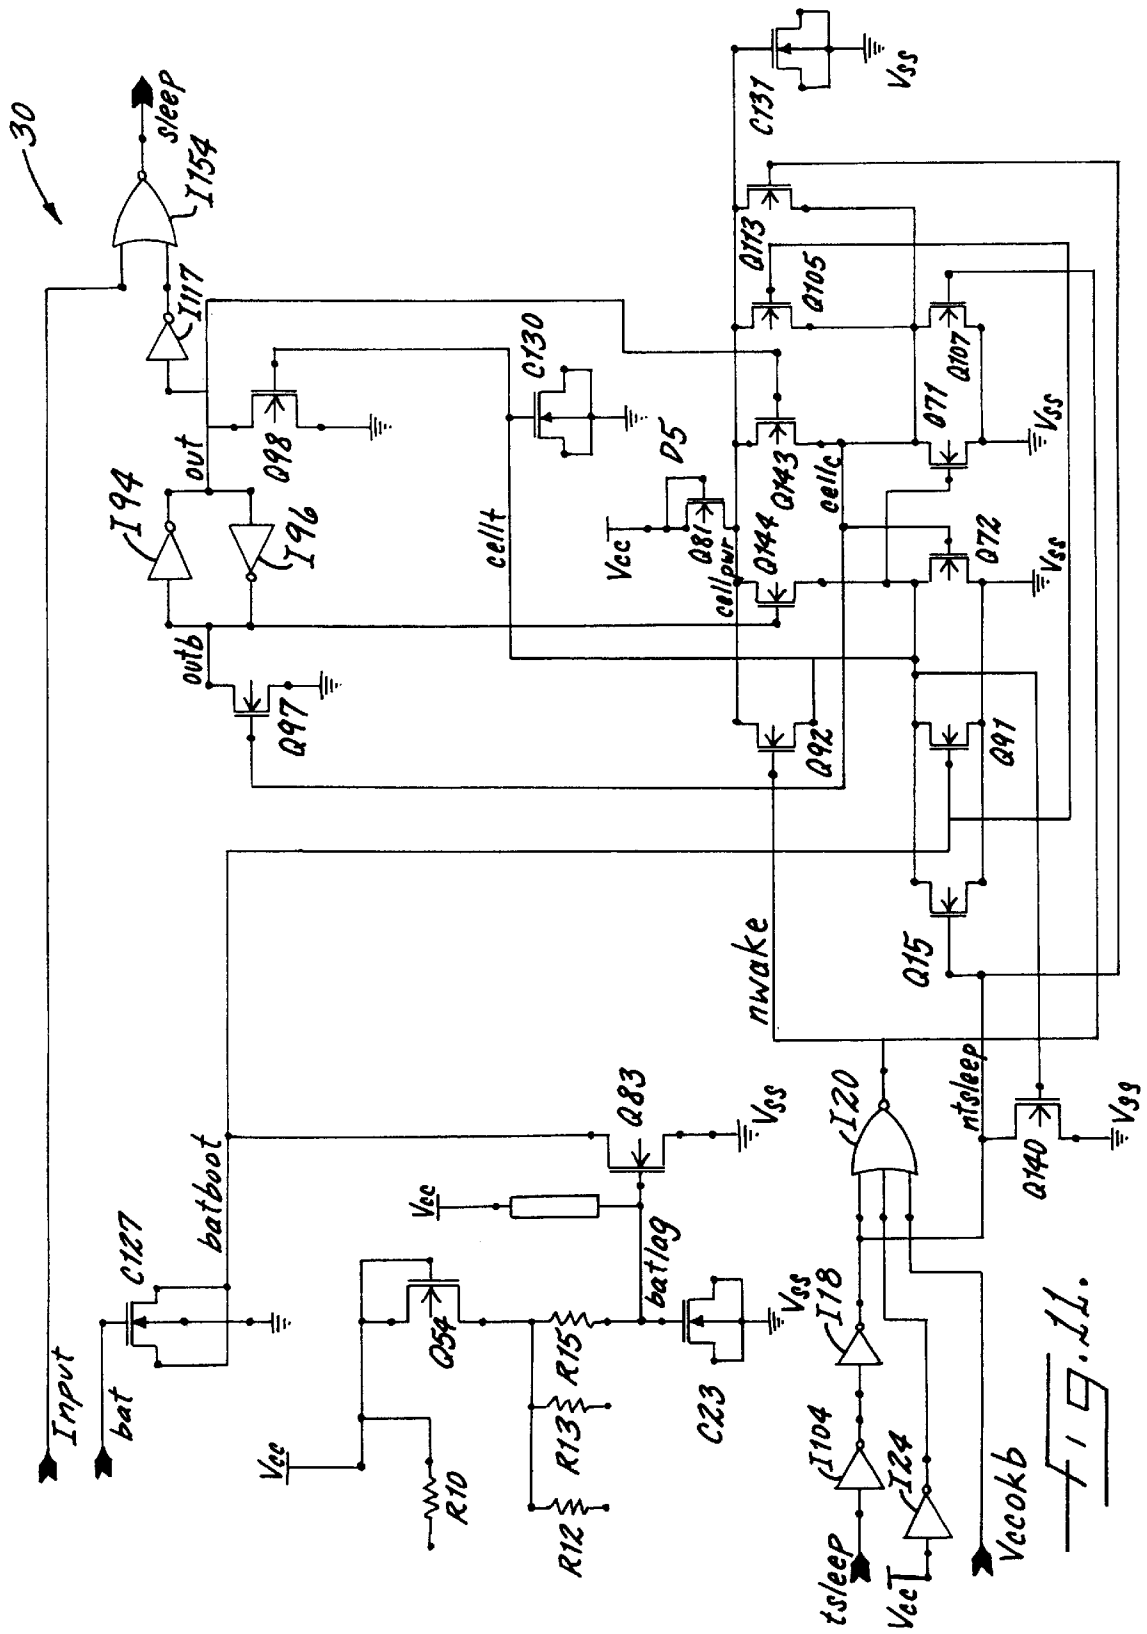 30
sleep
I154
I117
Input
bat
C127
batboot
I94
I96
out
outb
Q98
Q97
C130
cellt
D5
Vcc
Q81
cellpwr
Q144
Q143
cellc
Q92
Q105
Q113
C131
Vss
Q107
Q71
Vss
Q72
Vss
Q91
Q15
nwake
ntsleep
Q140
Vss
I20
Q83
Vss
Vcc
batlag
Vss
Q54
Vcc
R10
R12
R13
R15
C23
I18
I104
I24
tsleep
Vcc
Vccokb
Fig. 11.